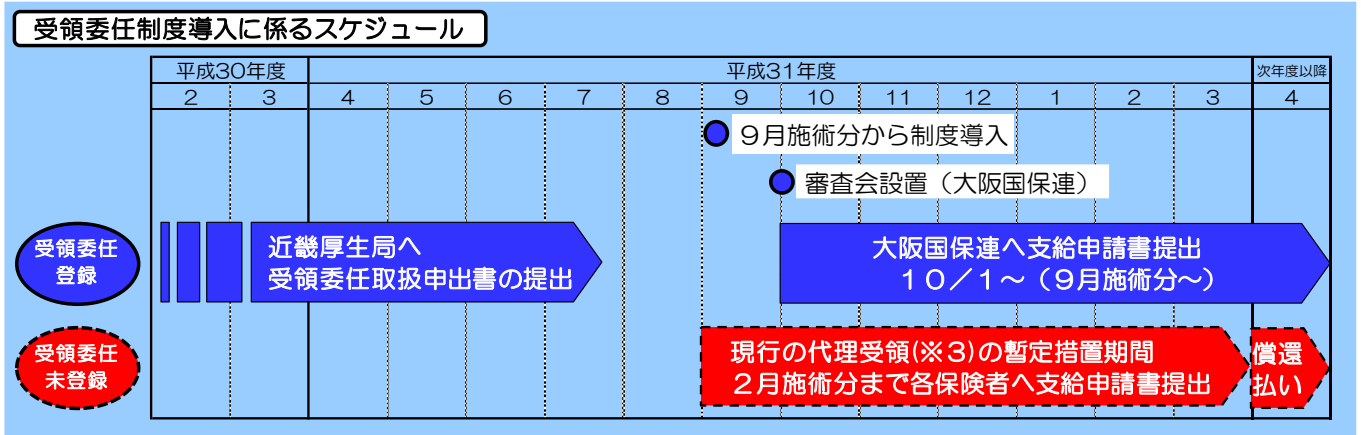 受領委任制度導入に係るスケジュール
平成30年度 平成31年度 次年度以降
2 3 4 5 6 7 8 9 10 11 12 1 2 3 4
9月施術分から制度導入
審査会設置（大阪国保連）
受領委任
登録
近畿厚生局へ
受領委任取扱申出書の提出
大阪国保連へ支給申請書提出
10／1～（9月施術分～）
受領委任
未登録
現行の代理受領(※3)の暫定措置期間
2月施術分まで各保険者へ支給申請書提出
償還
払い